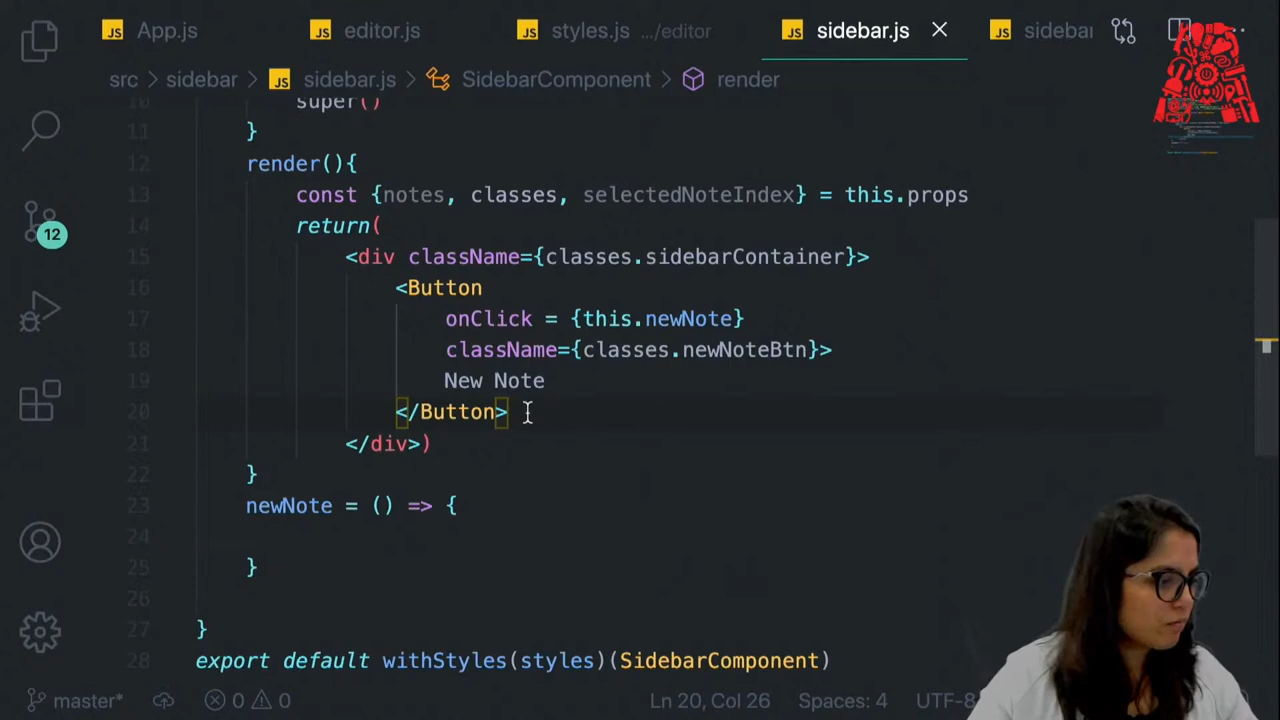 App.js
editor.js
styles.js .../editor
sidebar.js
sidebar
src > sidebar > sidebar.js > SidebarComponent > render
super()
11 }
12 render(){
13 const {notes, classes, selectedNoteIndex} = this.props
14 return(
15 <div className={classes.sidebarContainer}>
16 <Button
17 onClick = {this.newNote}
18 className={classes.newNoteBtn}>
19 New Note
20 </Button>
21 </div>)
22 }
23 newNote = () => {
24
25 }
26
27 }
28 export default withStyles(styles)(SidebarComponent)
12
master* 0 0 Ln 20, Col 26 Spaces: 4 UTF-8